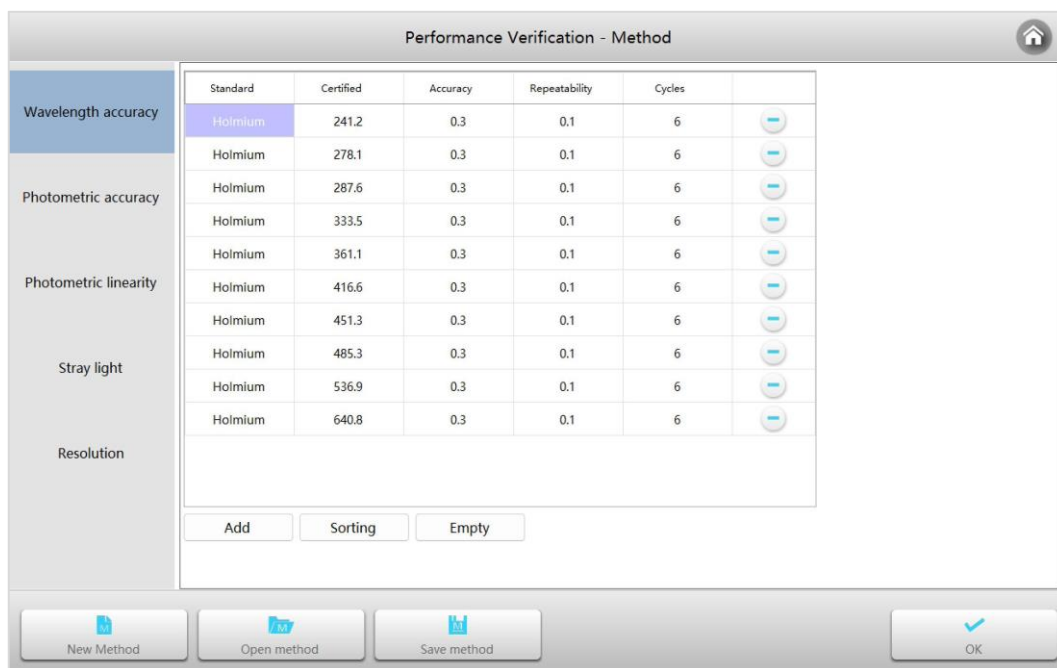 Performance Verification - Method
Wavelength accuracy
Photometric accuracy
Photometric linearity
Stray light
Resolution
Standard Certified Accuracy Repeatability Cycles
Holmium 241.2 0.3 0.1 6
Holmium 278.1 0.3 0.1 6
Holmium 287.6 0.3 0.1 6
Holmium 333.5 0.3 0.1 6
Holmium 361.1 0.3 0.1 6
Holmium 416.6 0.3 0.1 6
Holmium 451.3 0.3 0.1 6
Holmium 485.3 0.3 0.1 6
Holmium 536.9 0.3 0.1 6
Holmium 640.8 0.3 0.1 6
Add Sorting Empty
M M M
New Method Open method Save method OK